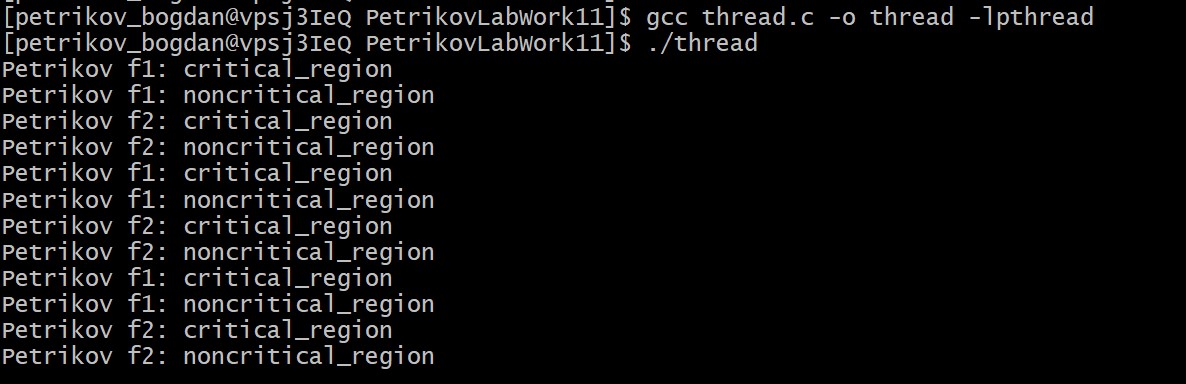 [petrikov_bogdan@vpsj3IeQ PetrikovLabWork11]$ gcc thread.c -o thread -lpthread
[petrikov_bogdan@vpsj3IeQ PetrikovLabWork11]$ ./thread
Petrikov f1: critical_region
Petrikov f1: noncritical_region
Petrikov f2: critical_region
Petrikov f2: noncritical_region
Petrikov f1: critical_region
Petrikov f1: noncritical_region
Petrikov f2: critical_region
Petrikov f2: noncritical_region
Petrikov f1: critical_region
Petrikov f1: noncritical_region
Petrikov f2: critical_region
Petrikov f2: noncritical_region